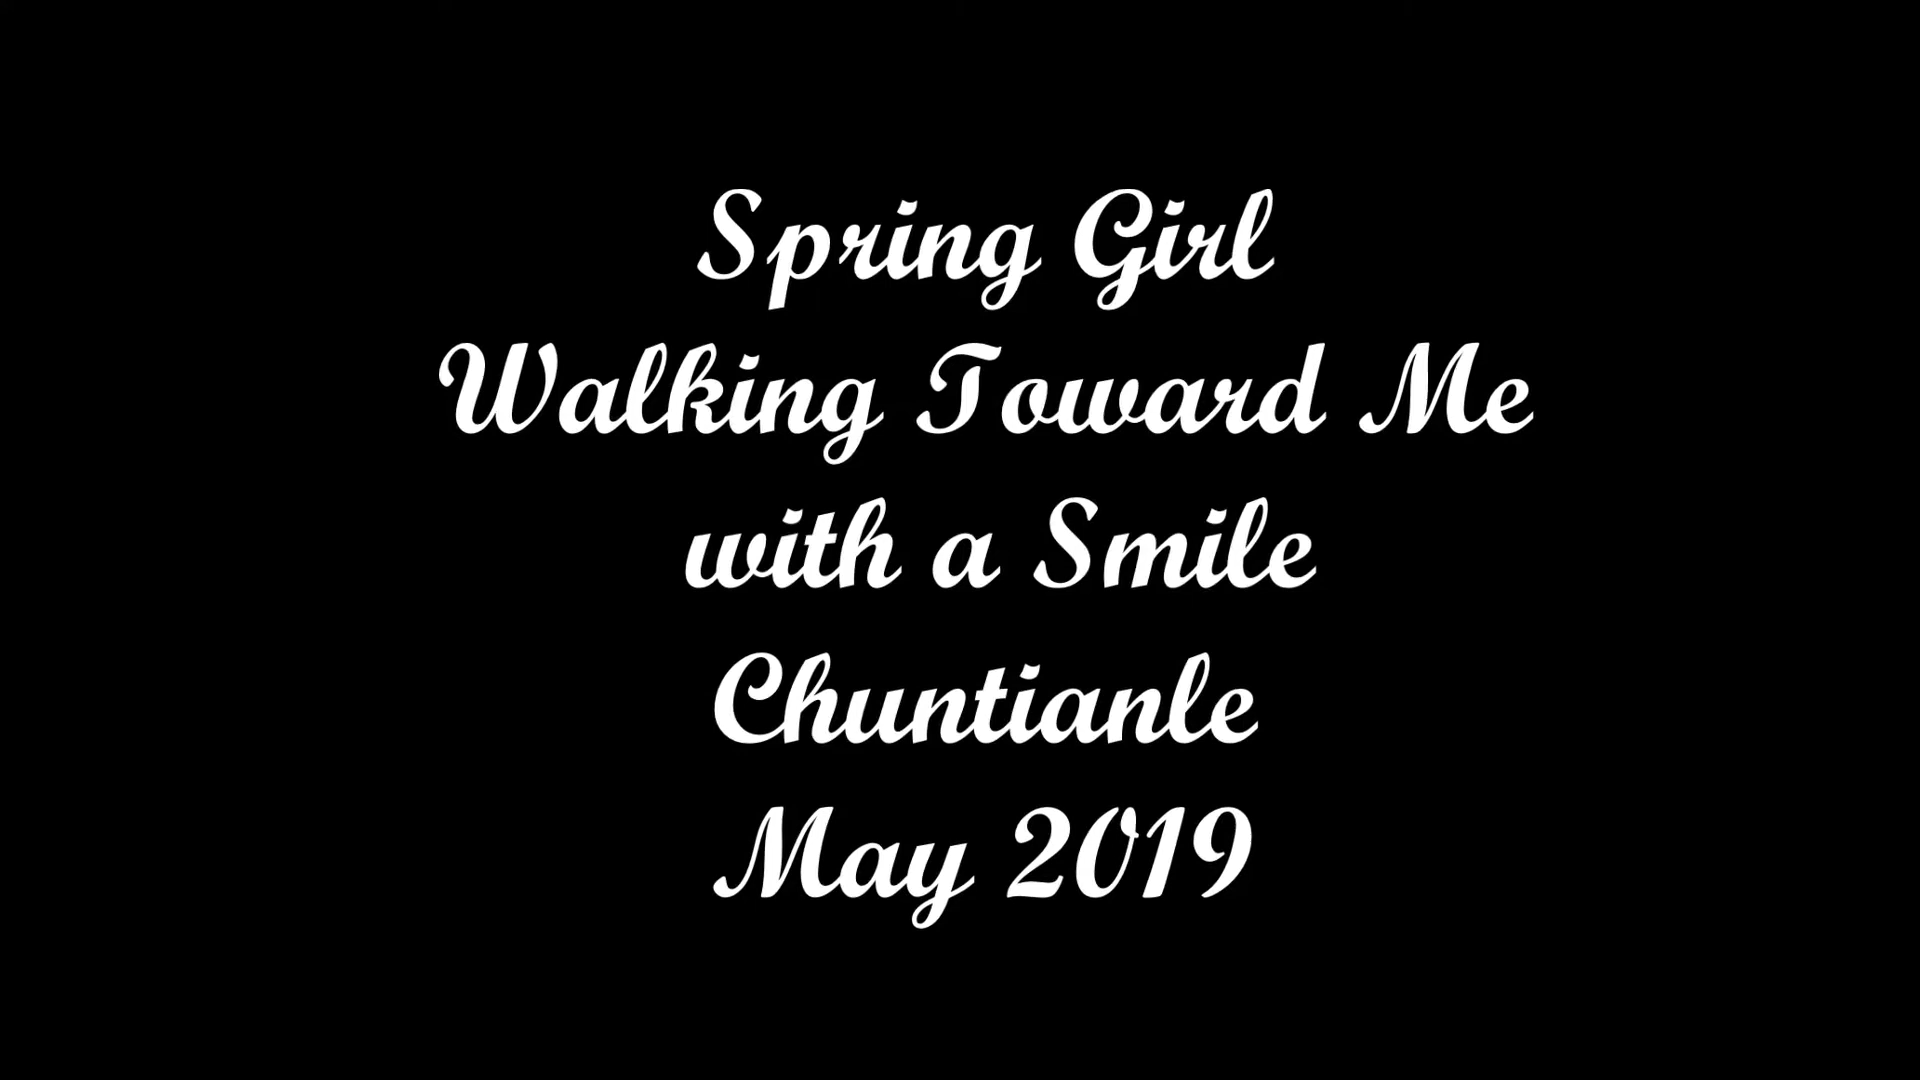 Spring Girl
Walking Toward Me
with a Smile
Chuntianle
May 2019